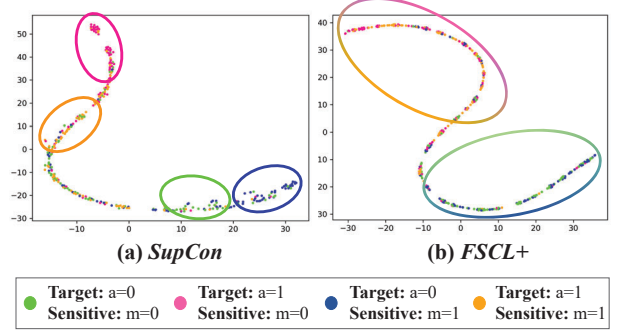 (a)
50
40
30
20
10
0
−10
−20
−30
−10
0
10
20
30
(b)
40
30
20
10
0
10
20
30
−30
−20
−10
0
10
20
30
(a) SupCon
(b) FSCL+
Target: a=0
Sensitive: m=0
Target: a=1
Sensitive: m=0
Target: a=0
Sensitive: m=1
Target: a=1
Sensitive: m=1